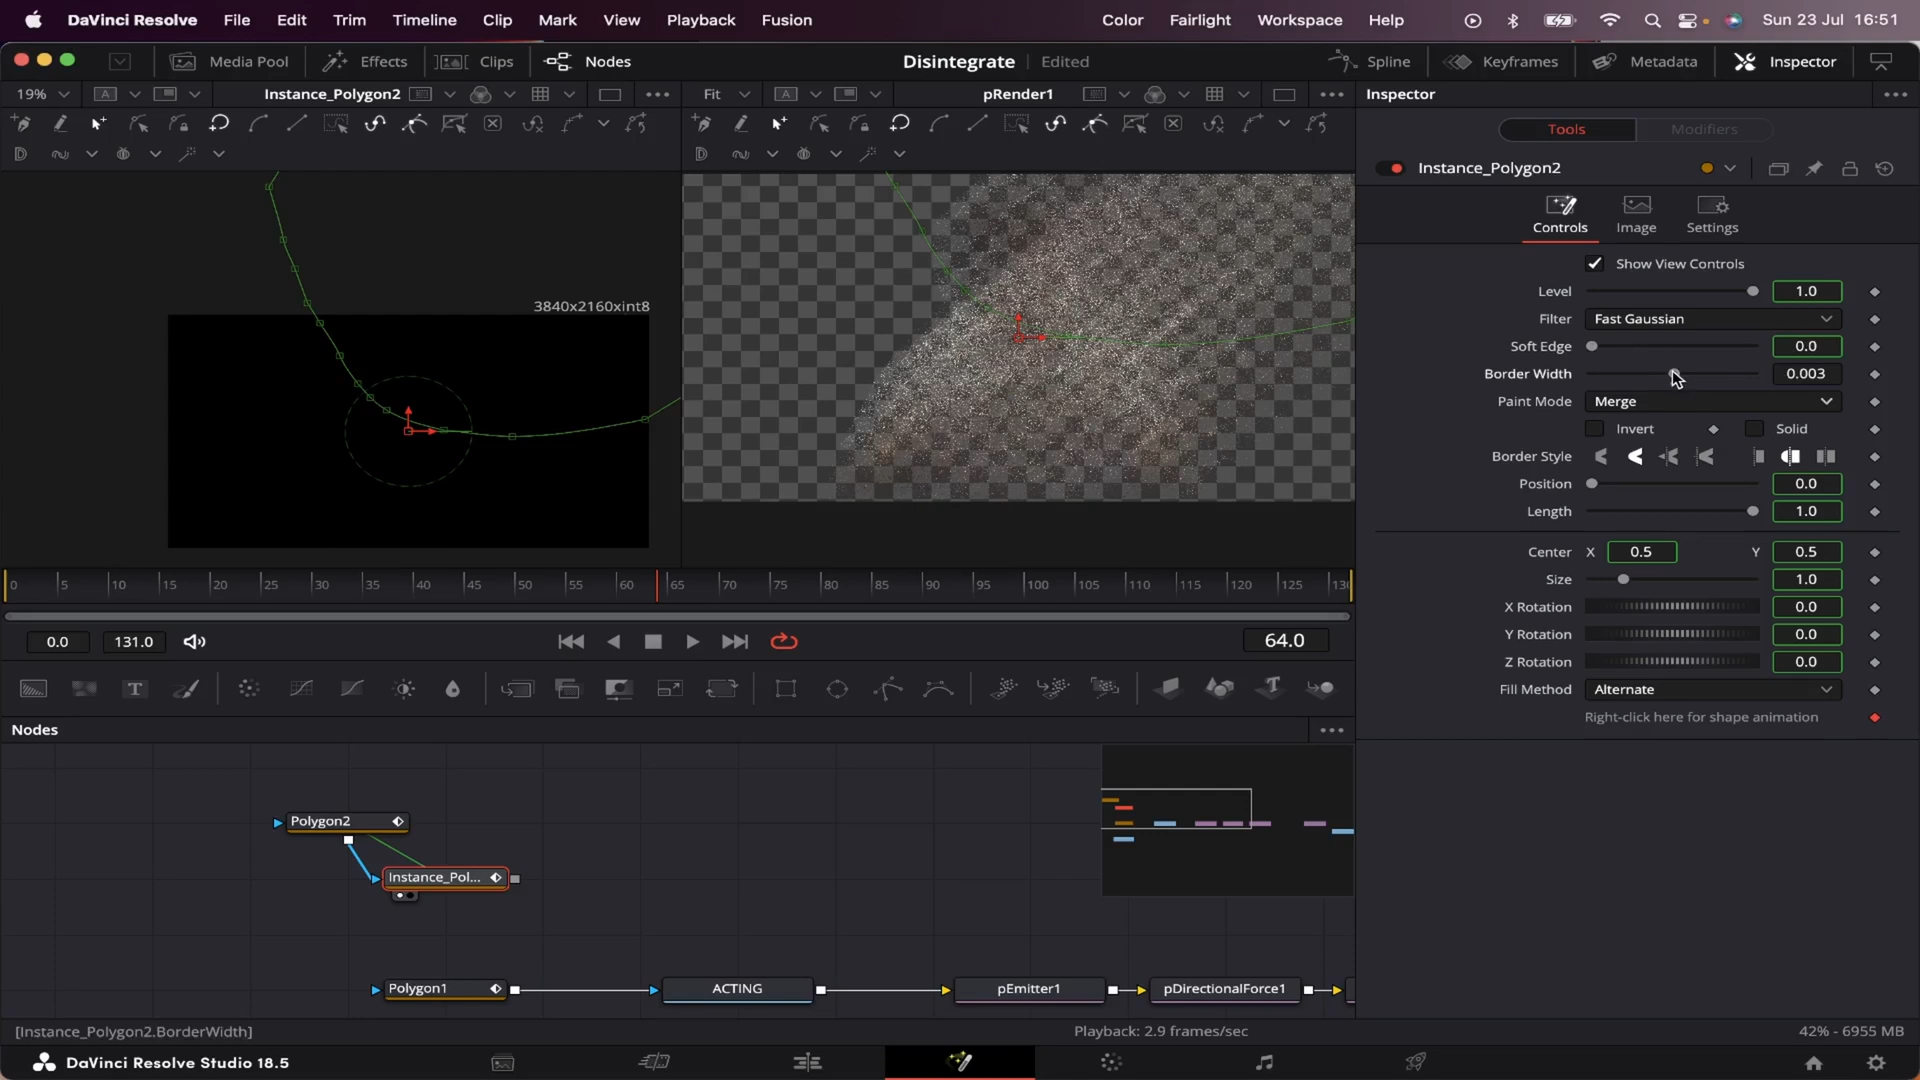 DaVinci Resolve File Edit Trim Timeline Clip Mark View Playback Fusion Color Fairlight Workspace Help Sun 23 Jul 16:51
Media Pool Effects Clips Nodes Disintegrate Edited Spline Keyframes Metadata Inspector
19% A Instance_Polygon2 Fit A pRender1 Inspector
Tools Modifiers
Instance_Polygon2
Controls Image Settings
Show View Controls
3840x2160xint8
Level 1.0
Filter Fast Gaussian
Soft Edge 0.0
Border Width 0.003
Paint Mode Merge
Invert Solid
Border Style
Position 0.0
Length 1.0
Center X 0.5 Y 0.5
Size 1.0
X Rotation 0.0
Y Rotation 0.0
Z Rotation 0.0
Fill Method Alternate
Right-click here for shape animation
0 5 10 15 20 25 30 35 40 45 50 55 60 65 70 75 80 85 90 95 100 105 110 115 120 125
0.0 131.0 64.0
T
Nodes
Polygon2
Instance_Pol...
Polygon1 ACTING pEmitter1 pDirectionalForce1
[Instance_Polygon2.BorderWidth] Playback: 2.9 frames/sec 42% - 6955 MB
DaVinci Resolve Studio 18.5